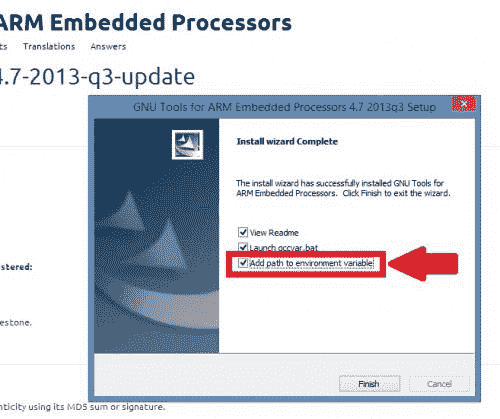 ARM Embedded Processors
ts Translations Answers
4.7-2013-q3-update
GNU Tools for ARM Embedded Processors 4.7 2013q3 Setup
Install wizard Complete
The install wizard has successfully installed GNU Tools for
ARM Embedded Processors. Click Finish to exit the wizard.
View Readme
Launch gccvar.bat
Add path to environment variable
stered:
estone.
Finish
Cancel
nticity using its MD5 sum or signature.